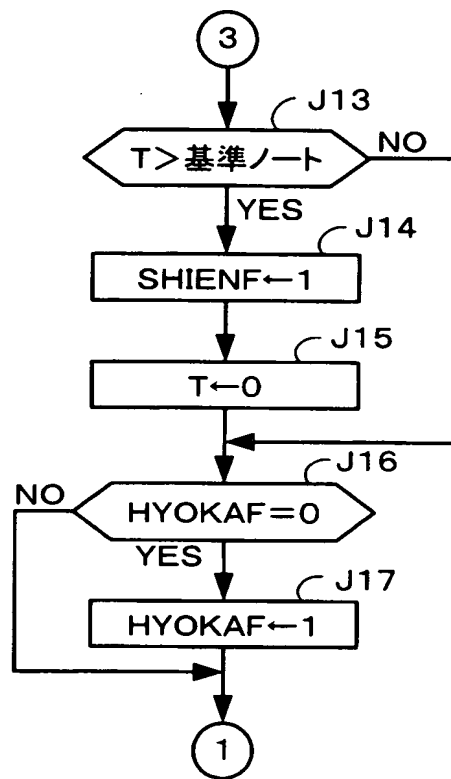 3
J13
T>基準ノート
NO
YES
J14
SHIENF←1
J15
T←0
J16
NO
HYOKAF=0
YES
J17
HYOKAF←1
1